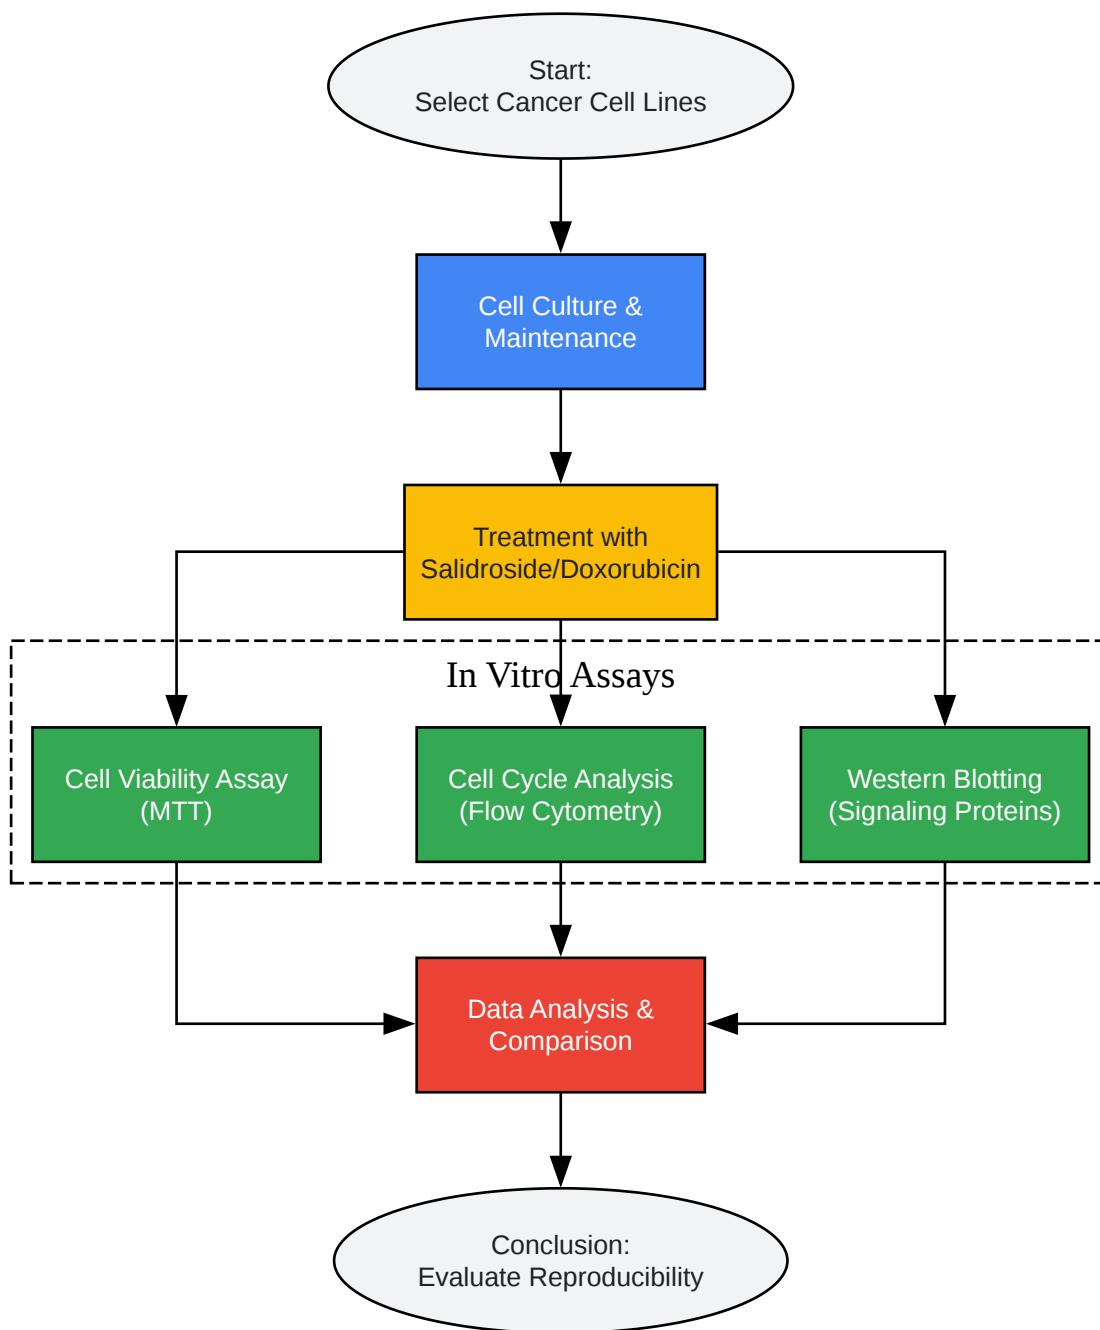 Start:
Select Cancer Cell Lines
Cell Culture &
Maintenance
Treatment with
Salidroside/Doxorubicin
In Vitro Assays
Cell Viability Assay
(MTT)
Cell Cycle Analysis
(Flow Cytometry)
Western Blotting
(Signaling Proteins)
Data Analysis &
Comparison
Conclusion:
Evaluate Reproducibility